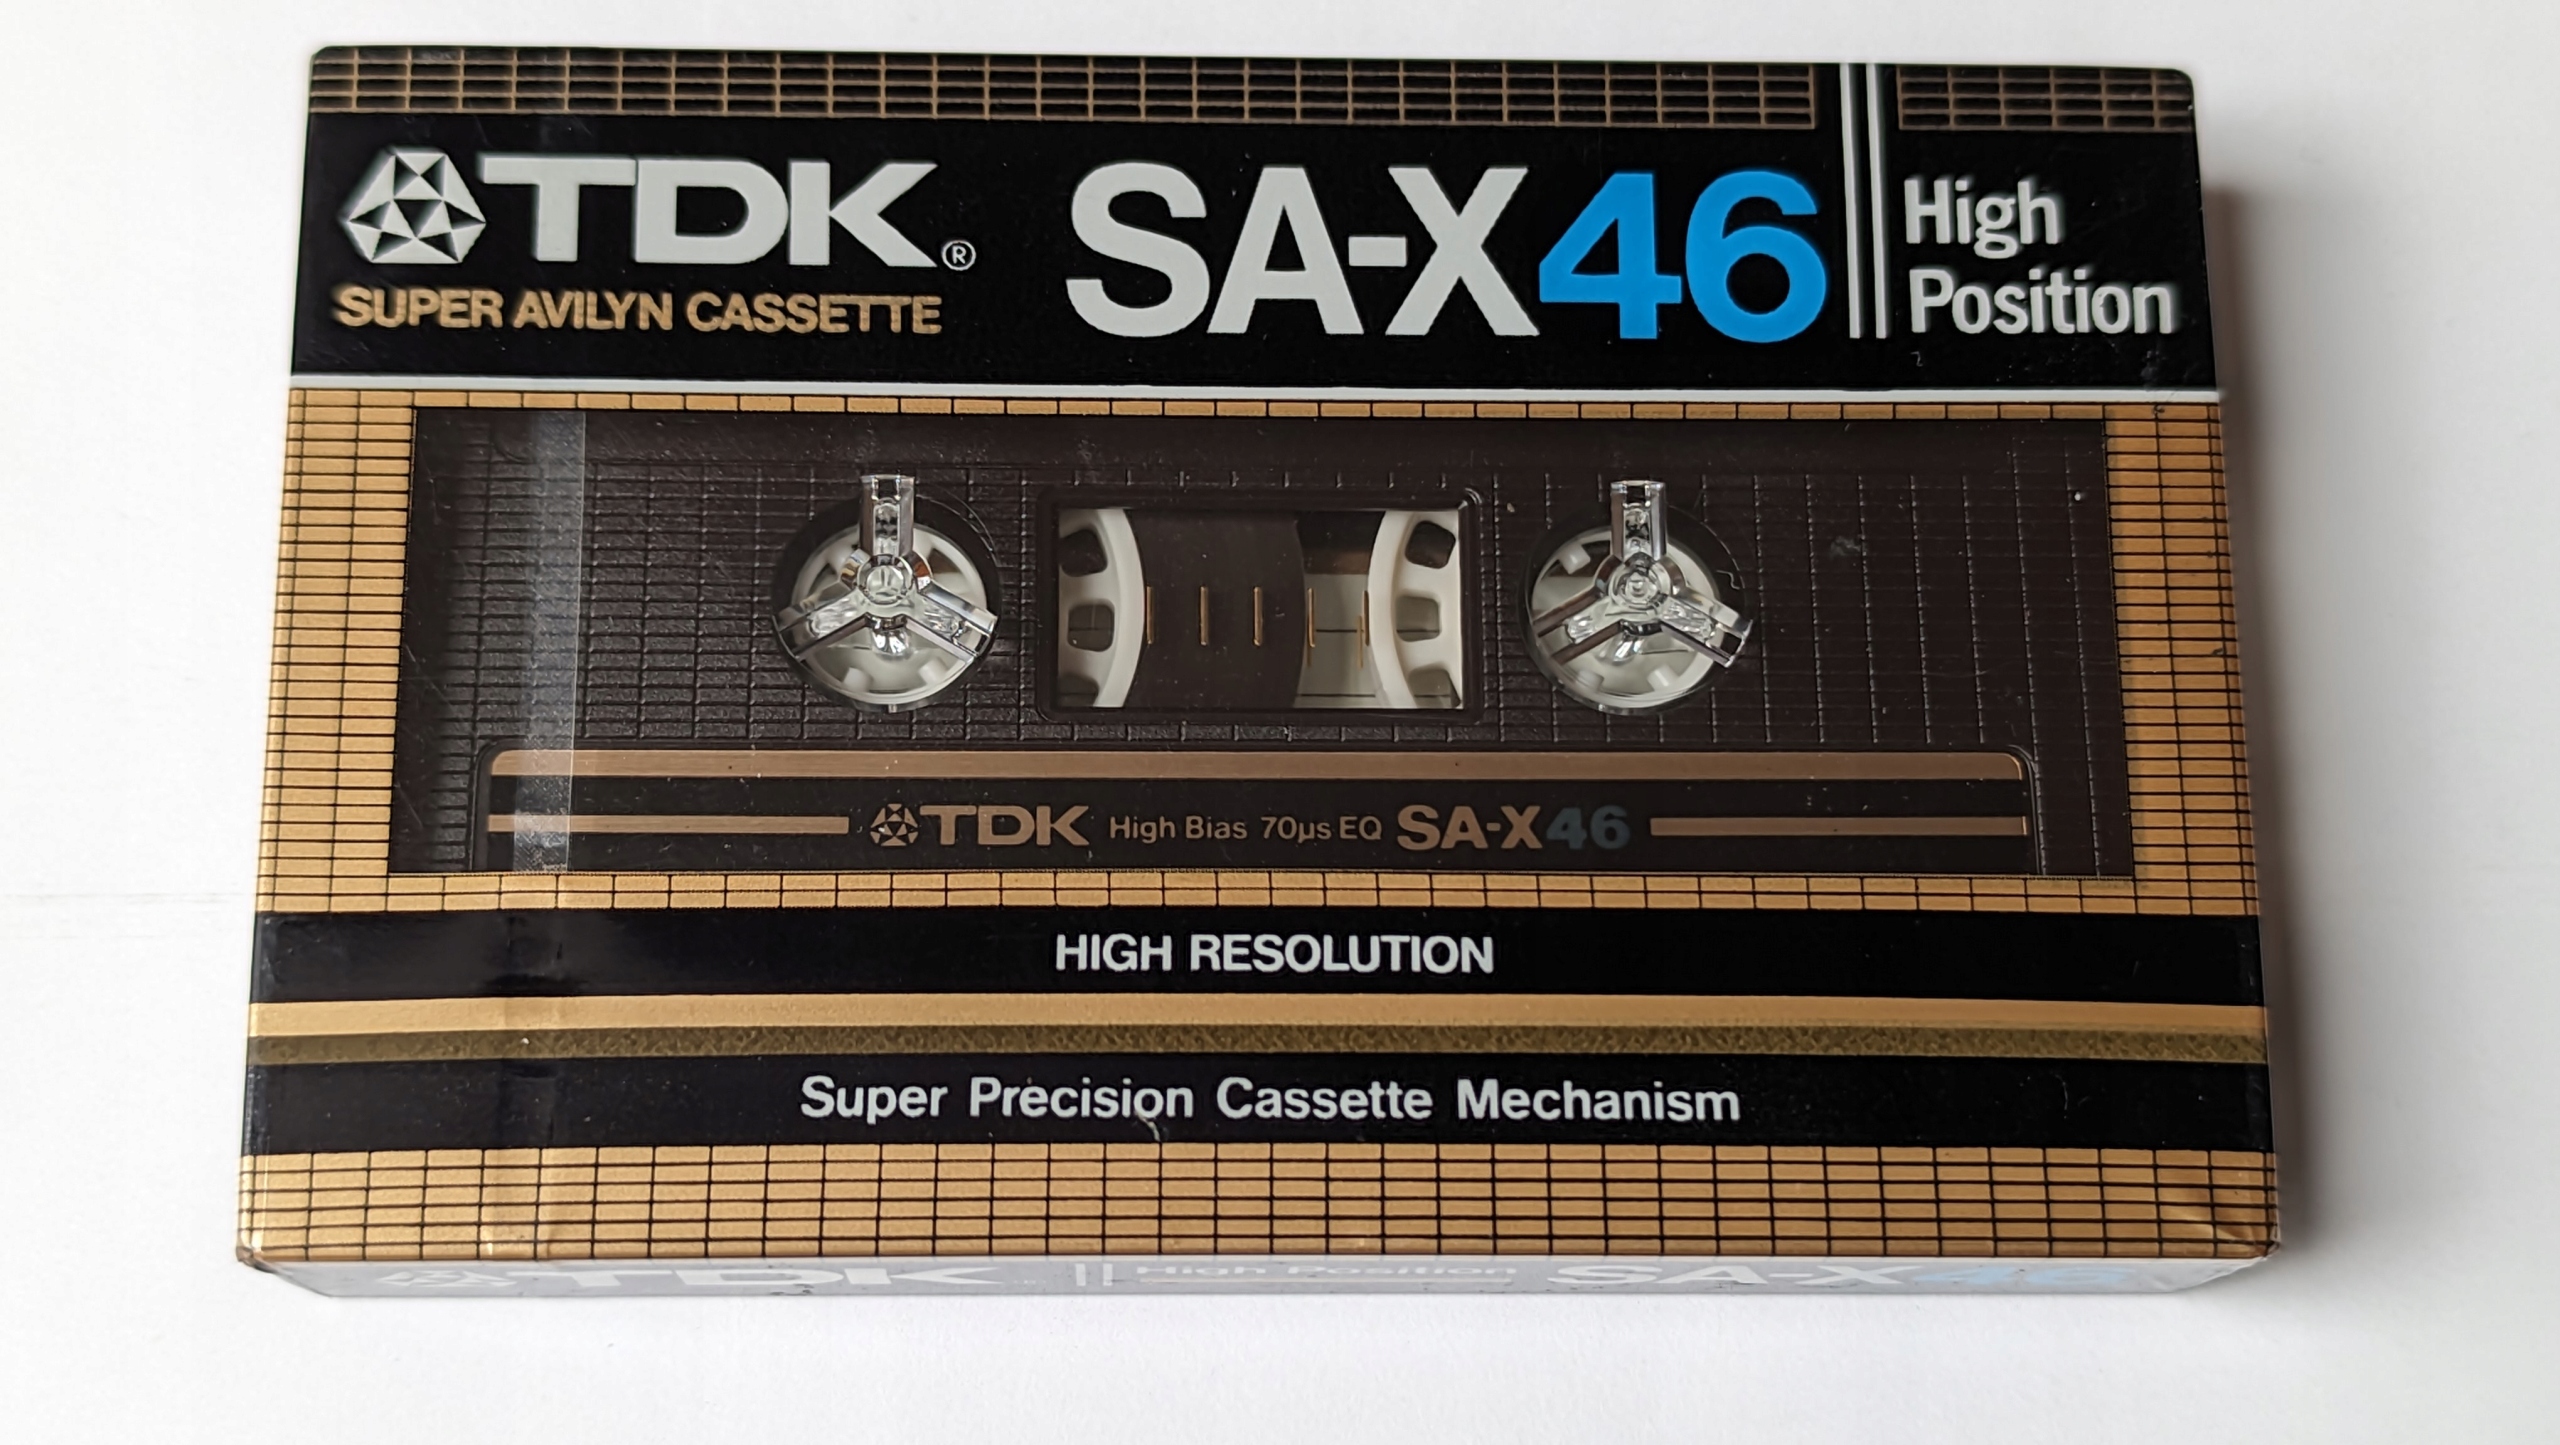 TDK® SA-X46 High Position
SUPER AVILYN CASSETTE
TDK High Bias 70µs EQ SA-X46
HIGH RESOLUTION
Super Precision Cassette Mechanism
TDK High Position SA-X46